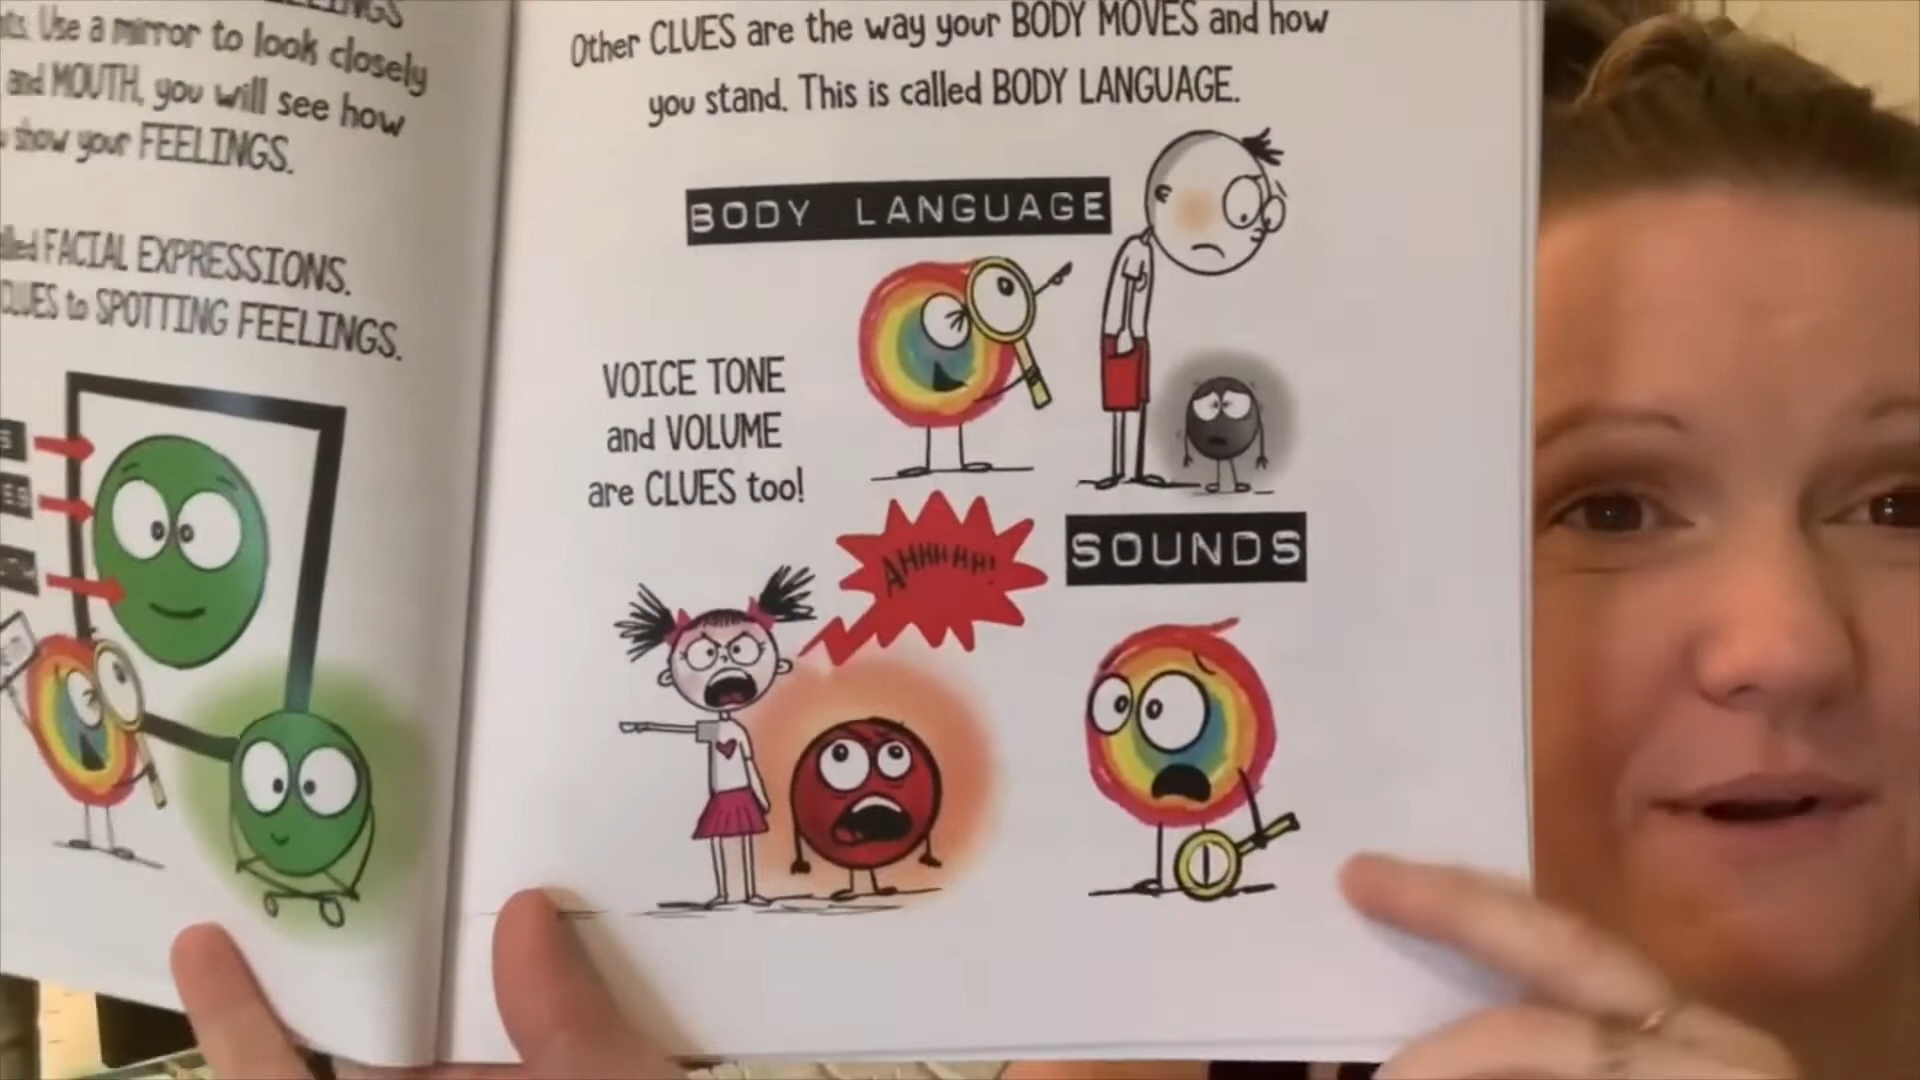 Use a mirror to look closely
and MOUTH, you will see how
show your FEELINGS.
FACIAL EXPRESSIONS.
CLUES to SPOTTING FEELINGS.
Other CLUES are the way your BODY MOVES and how
you stand. This is called BODY LANGUAGE.
BODY LANGUAGE
VOICE TONE
and VOLUME
are CLUES too!
AHHHHH!
SOUNDS